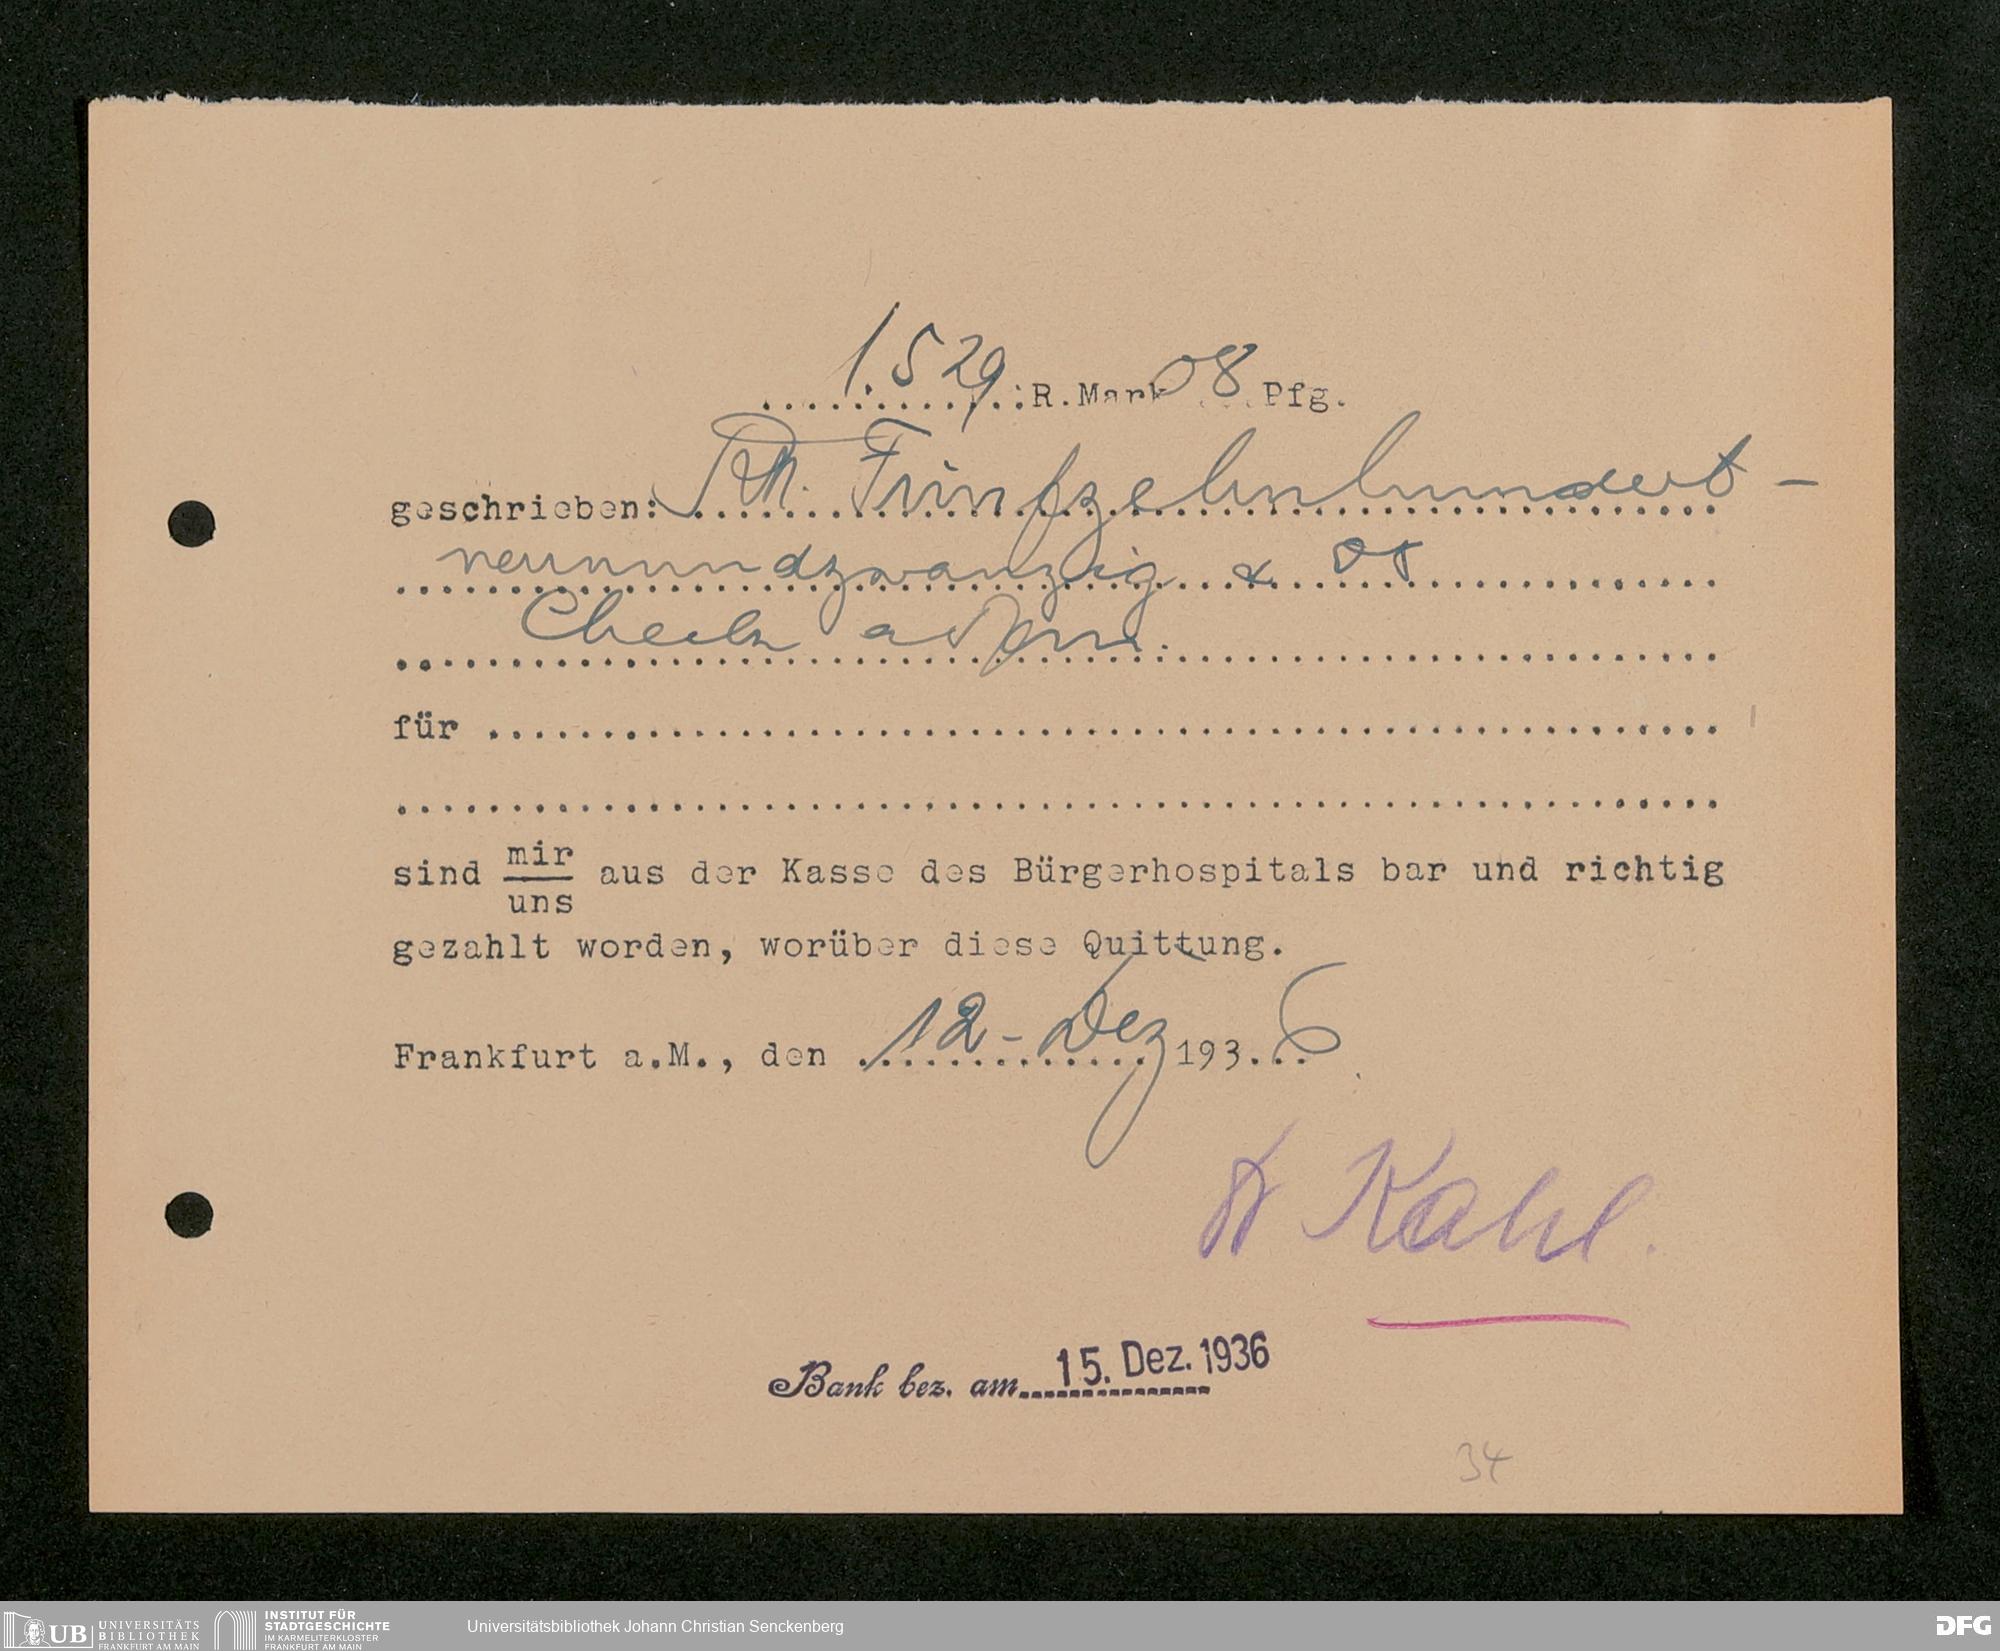 1.529 R.Mark 08 Pfg.
geschrieben: RM. Fünfzehnhundert-
neunundzwanzig & 08
Check a
für
sind mir aus der Kasse des Bürgerhospitals bar und richtig
uns
gezahlt worden, worüber diese Quittung.
Frankfurt a.M., den 12-Dez 1936
Dr Kahl.
Bank bez. am 15. Dez. 1936
34
UB UNIVERSITÄTS
BIBLIOTHEK
FRANKFURT AM MAIN
INSTITUT FÜR
STADTGESCHICHTE
IM KARMELITERKLOSTER
FRANKFURT AM MAIN
Universitätsbibliothek Johann Christian Senckenberg
DFG